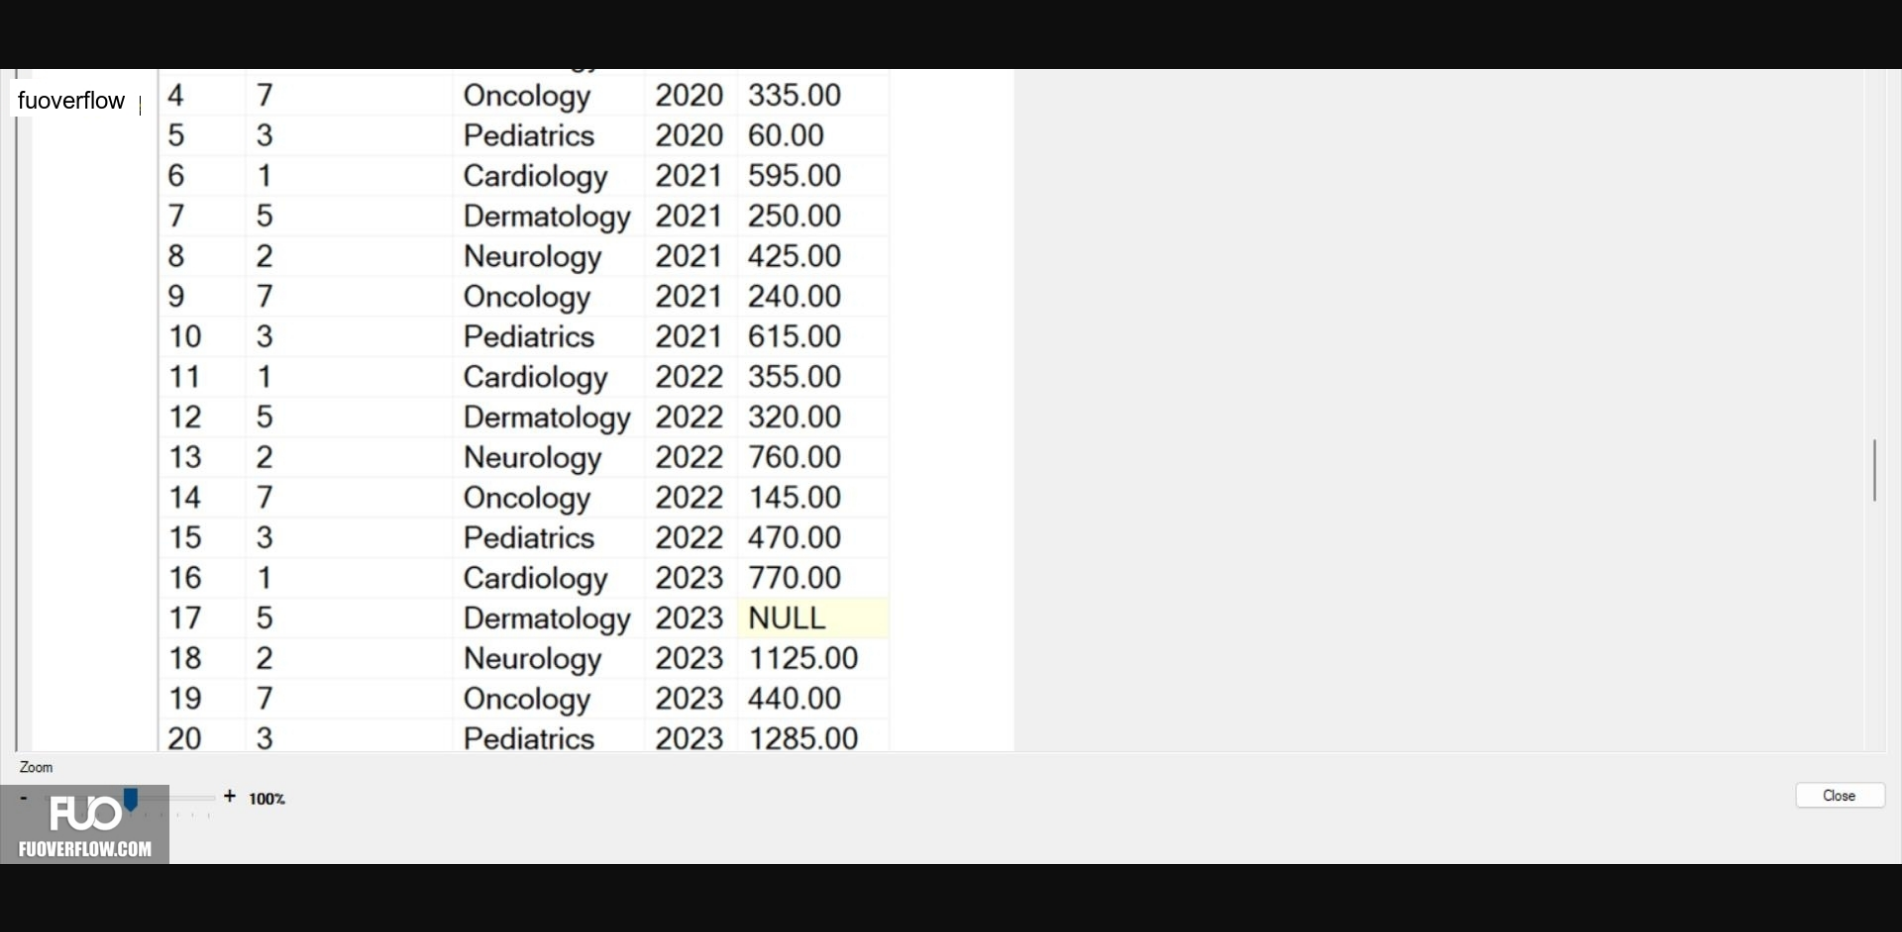 fuoverflow
4 7 Oncology 2020 335.00
5 3 Pediatrics 2020 60.00
6 1 Cardiology 2021 595.00
7 5 Dermatology 2021 250.00
8 2 Neurology 2021 425.00
9 7 Oncology 2021 240.00
10 3 Pediatrics 2021 615.00
11 1 Cardiology 2022 355.00
12 5 Dermatology 2022 320.00
13 2 Neurology 2022 760.00
14 7 Oncology 2022 145.00
15 3 Pediatrics 2022 470.00
16 1 Cardiology 2023 770.00
17 5 Dermatology 2023 NULL
18 2 Neurology 2023 1125.00
19 7 Oncology 2023 440.00
20 3 Pediatrics 2023 1285.00
Zoom
- + 100%
Close
FUO
FUOVERFLOW.COM